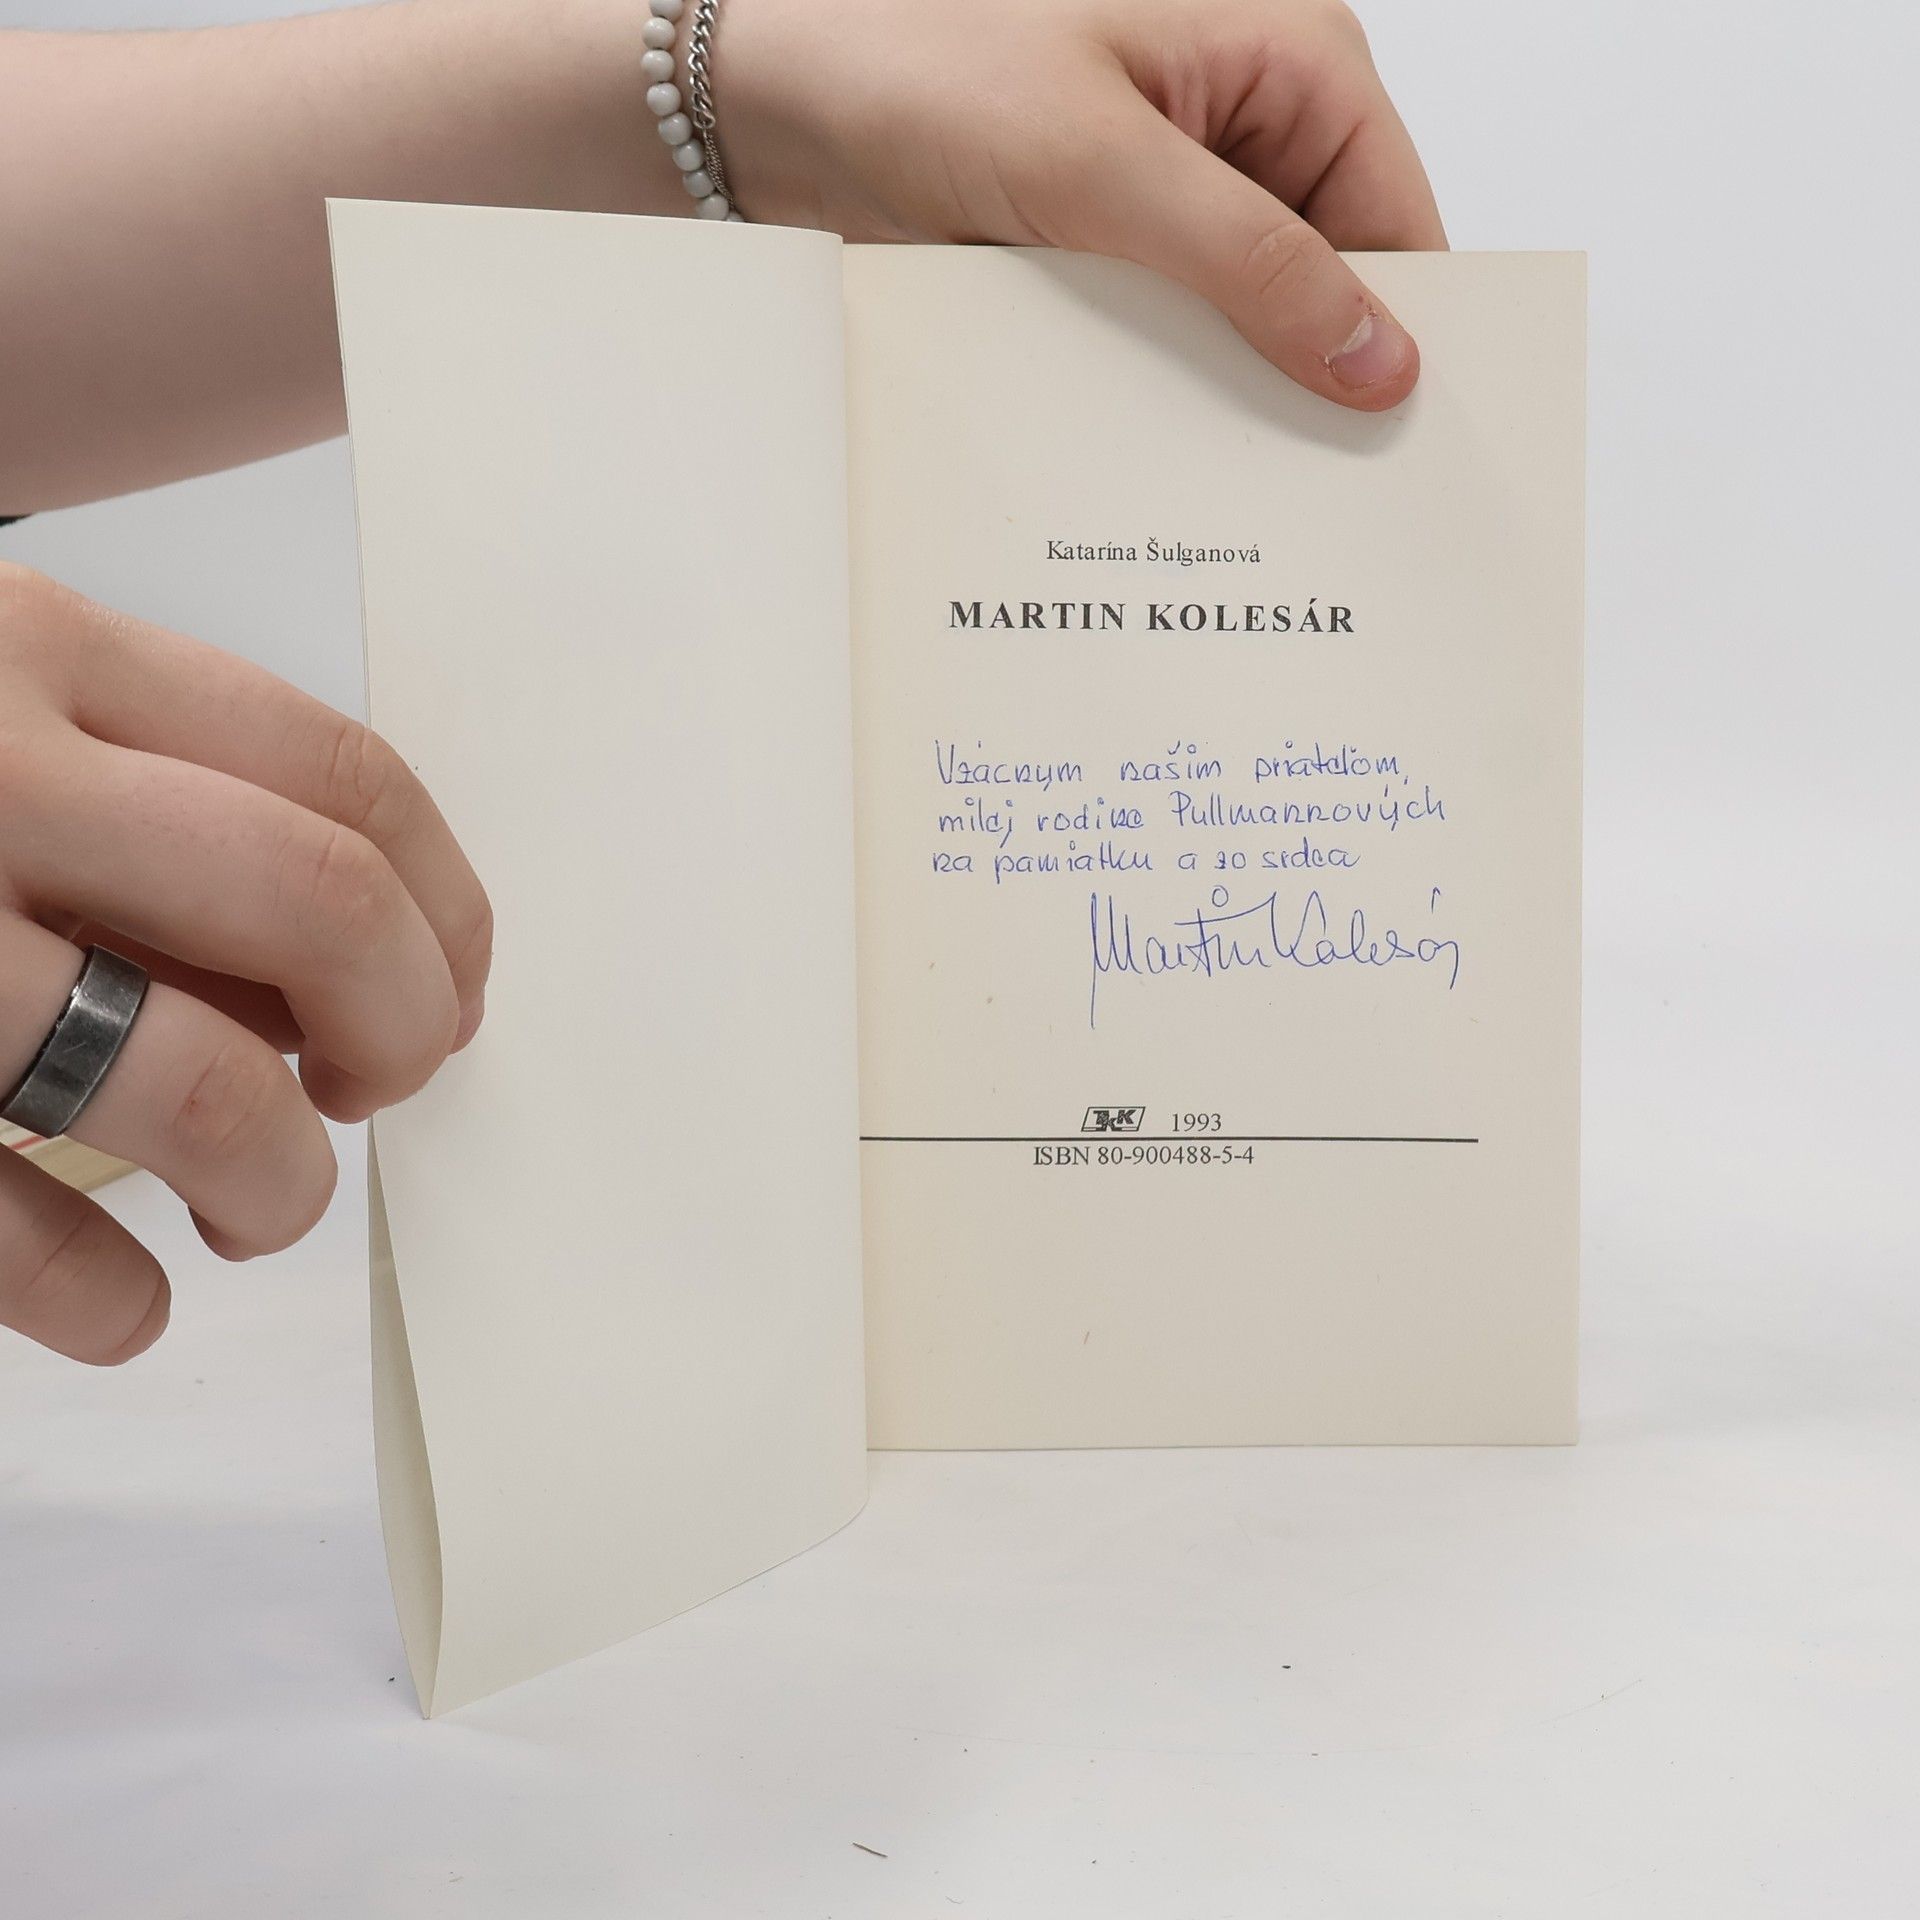 Katarína Šulganová
MARTIN KOLESÁR
Vzácnym našim priateľom,
milej rodine Pullmannových
na pamiatku a zo srdca
Martin Kolesár
1993
ISBN 80-900488-5-4